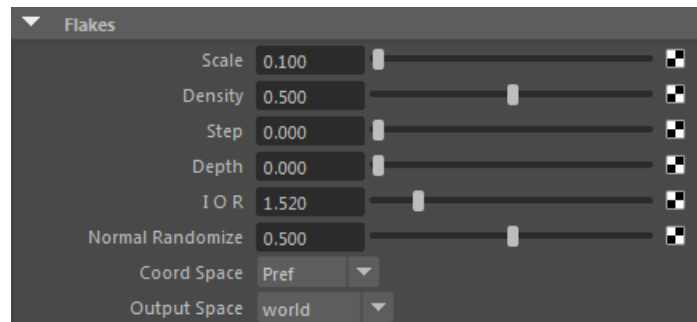 Flakes
Scale 0.100
Density 0.500
Step 0.000
Depth 0.000
I O R 1.520
Normal Randomize 0.500
Coord Space Pref
Output Space world